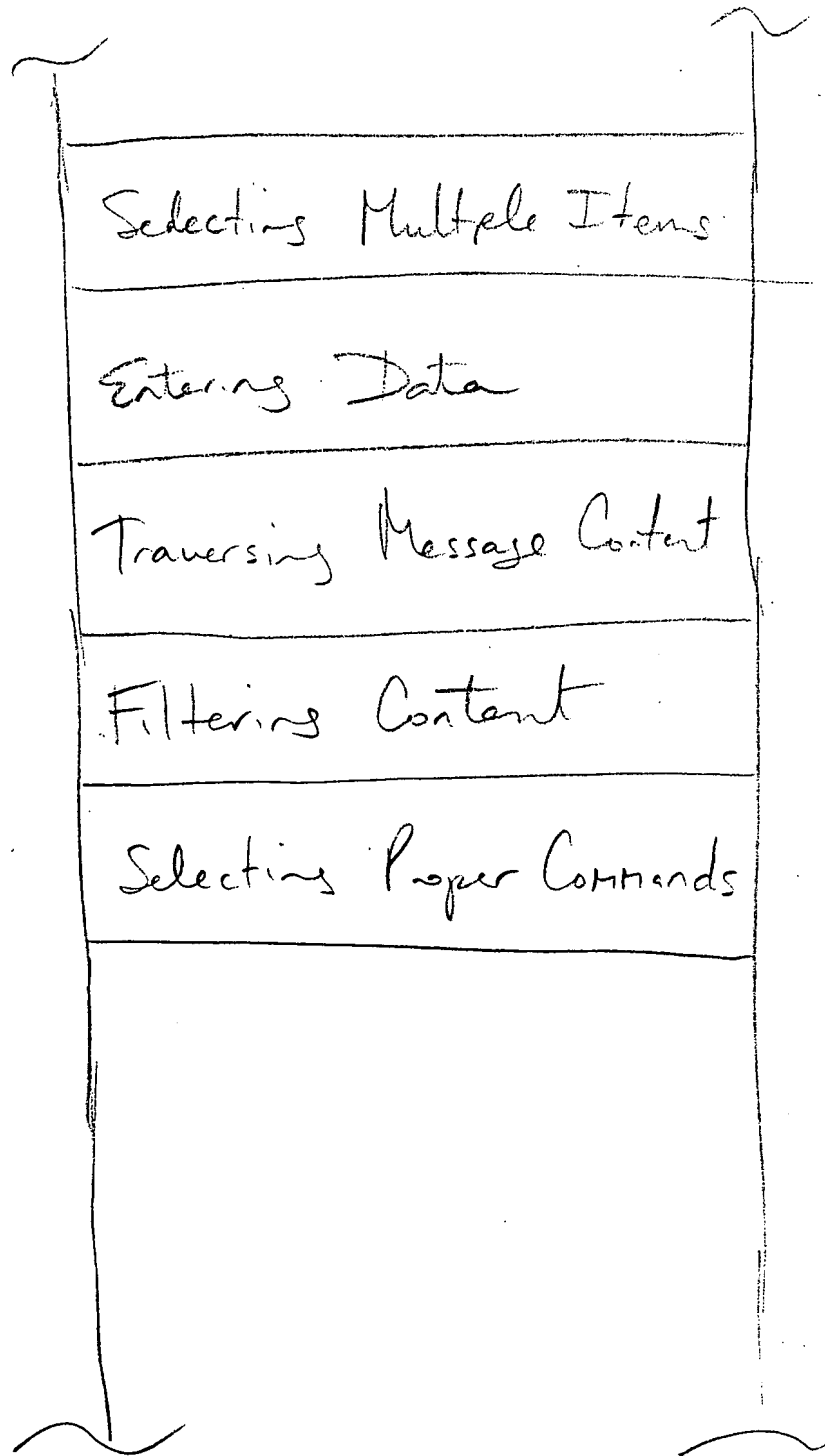 Selecting Multiple Items
Entering Data
Traversing Message Content
Filtering Content
Selecting Proper Commands